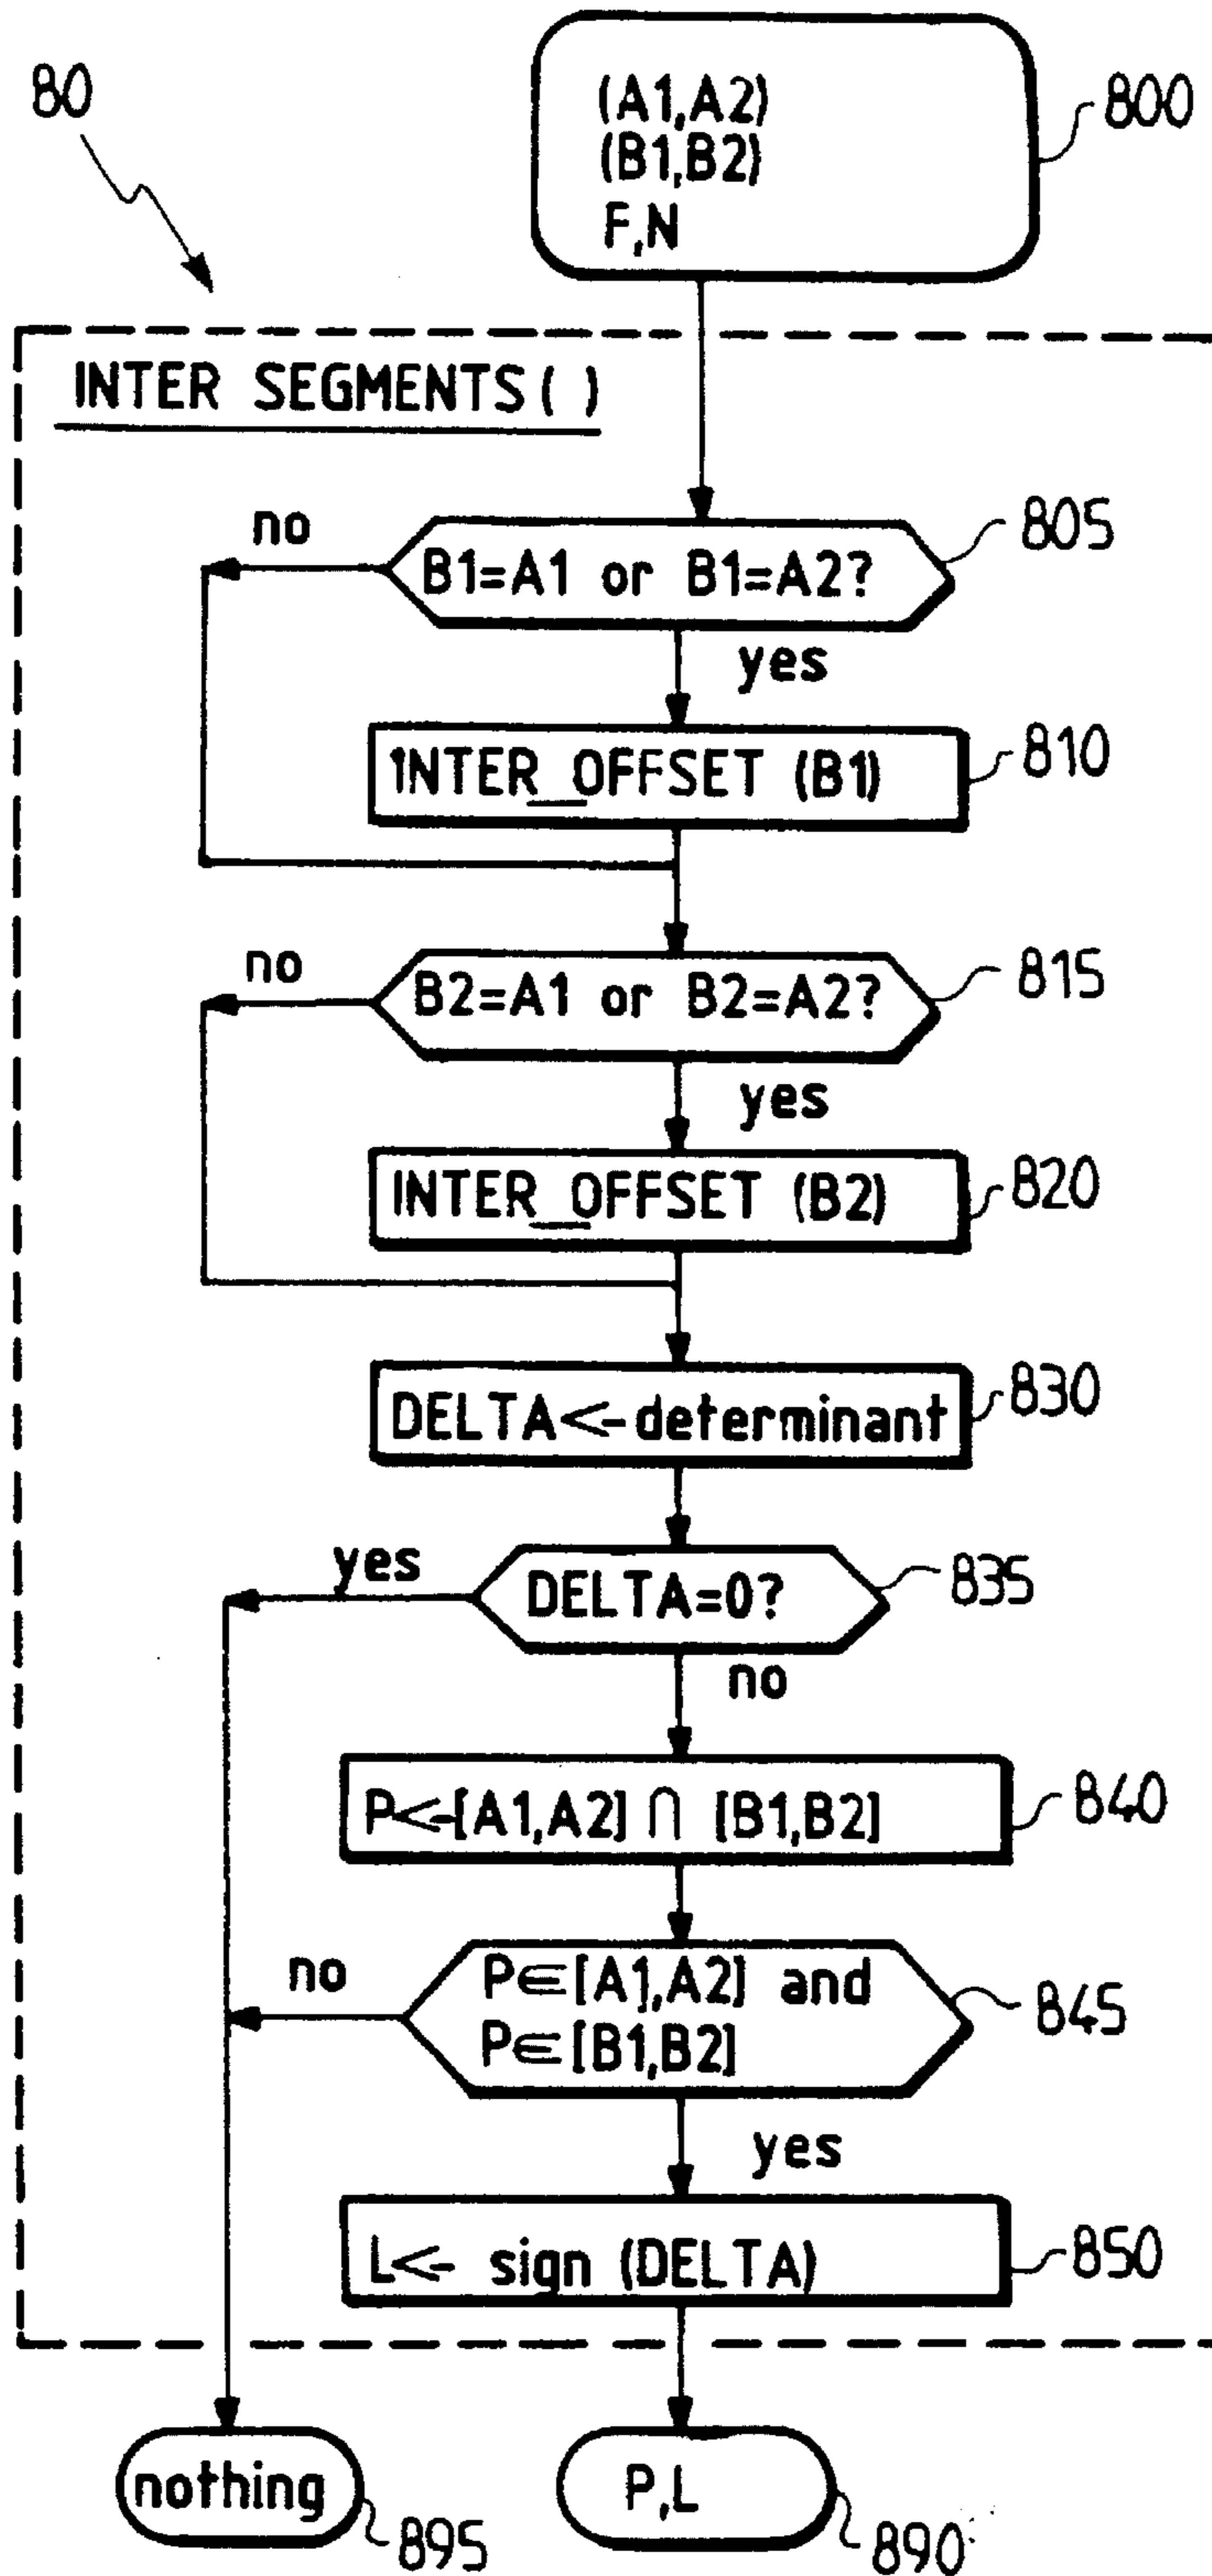 80
(A1,A2)
(B1,B2)
F,N
800
INTER SEGMENTS( )
805
no
B1=A1 or B1=A2?
yes
810
INTER_OFFSET (B1)
no
815
B2=A1 or B2=A2?
yes
820
INTER_OFFSET (B2)
830
DELTA<-determinant
835
yes
DELTA=0?
no
840
P<-[A1,A2] ∩ [B1,B2]
845
no
P∈[A1,A2] and
P∈[B1,B2]
yes
850
L<- sign (DELTA)
nothing
895
P,L
890